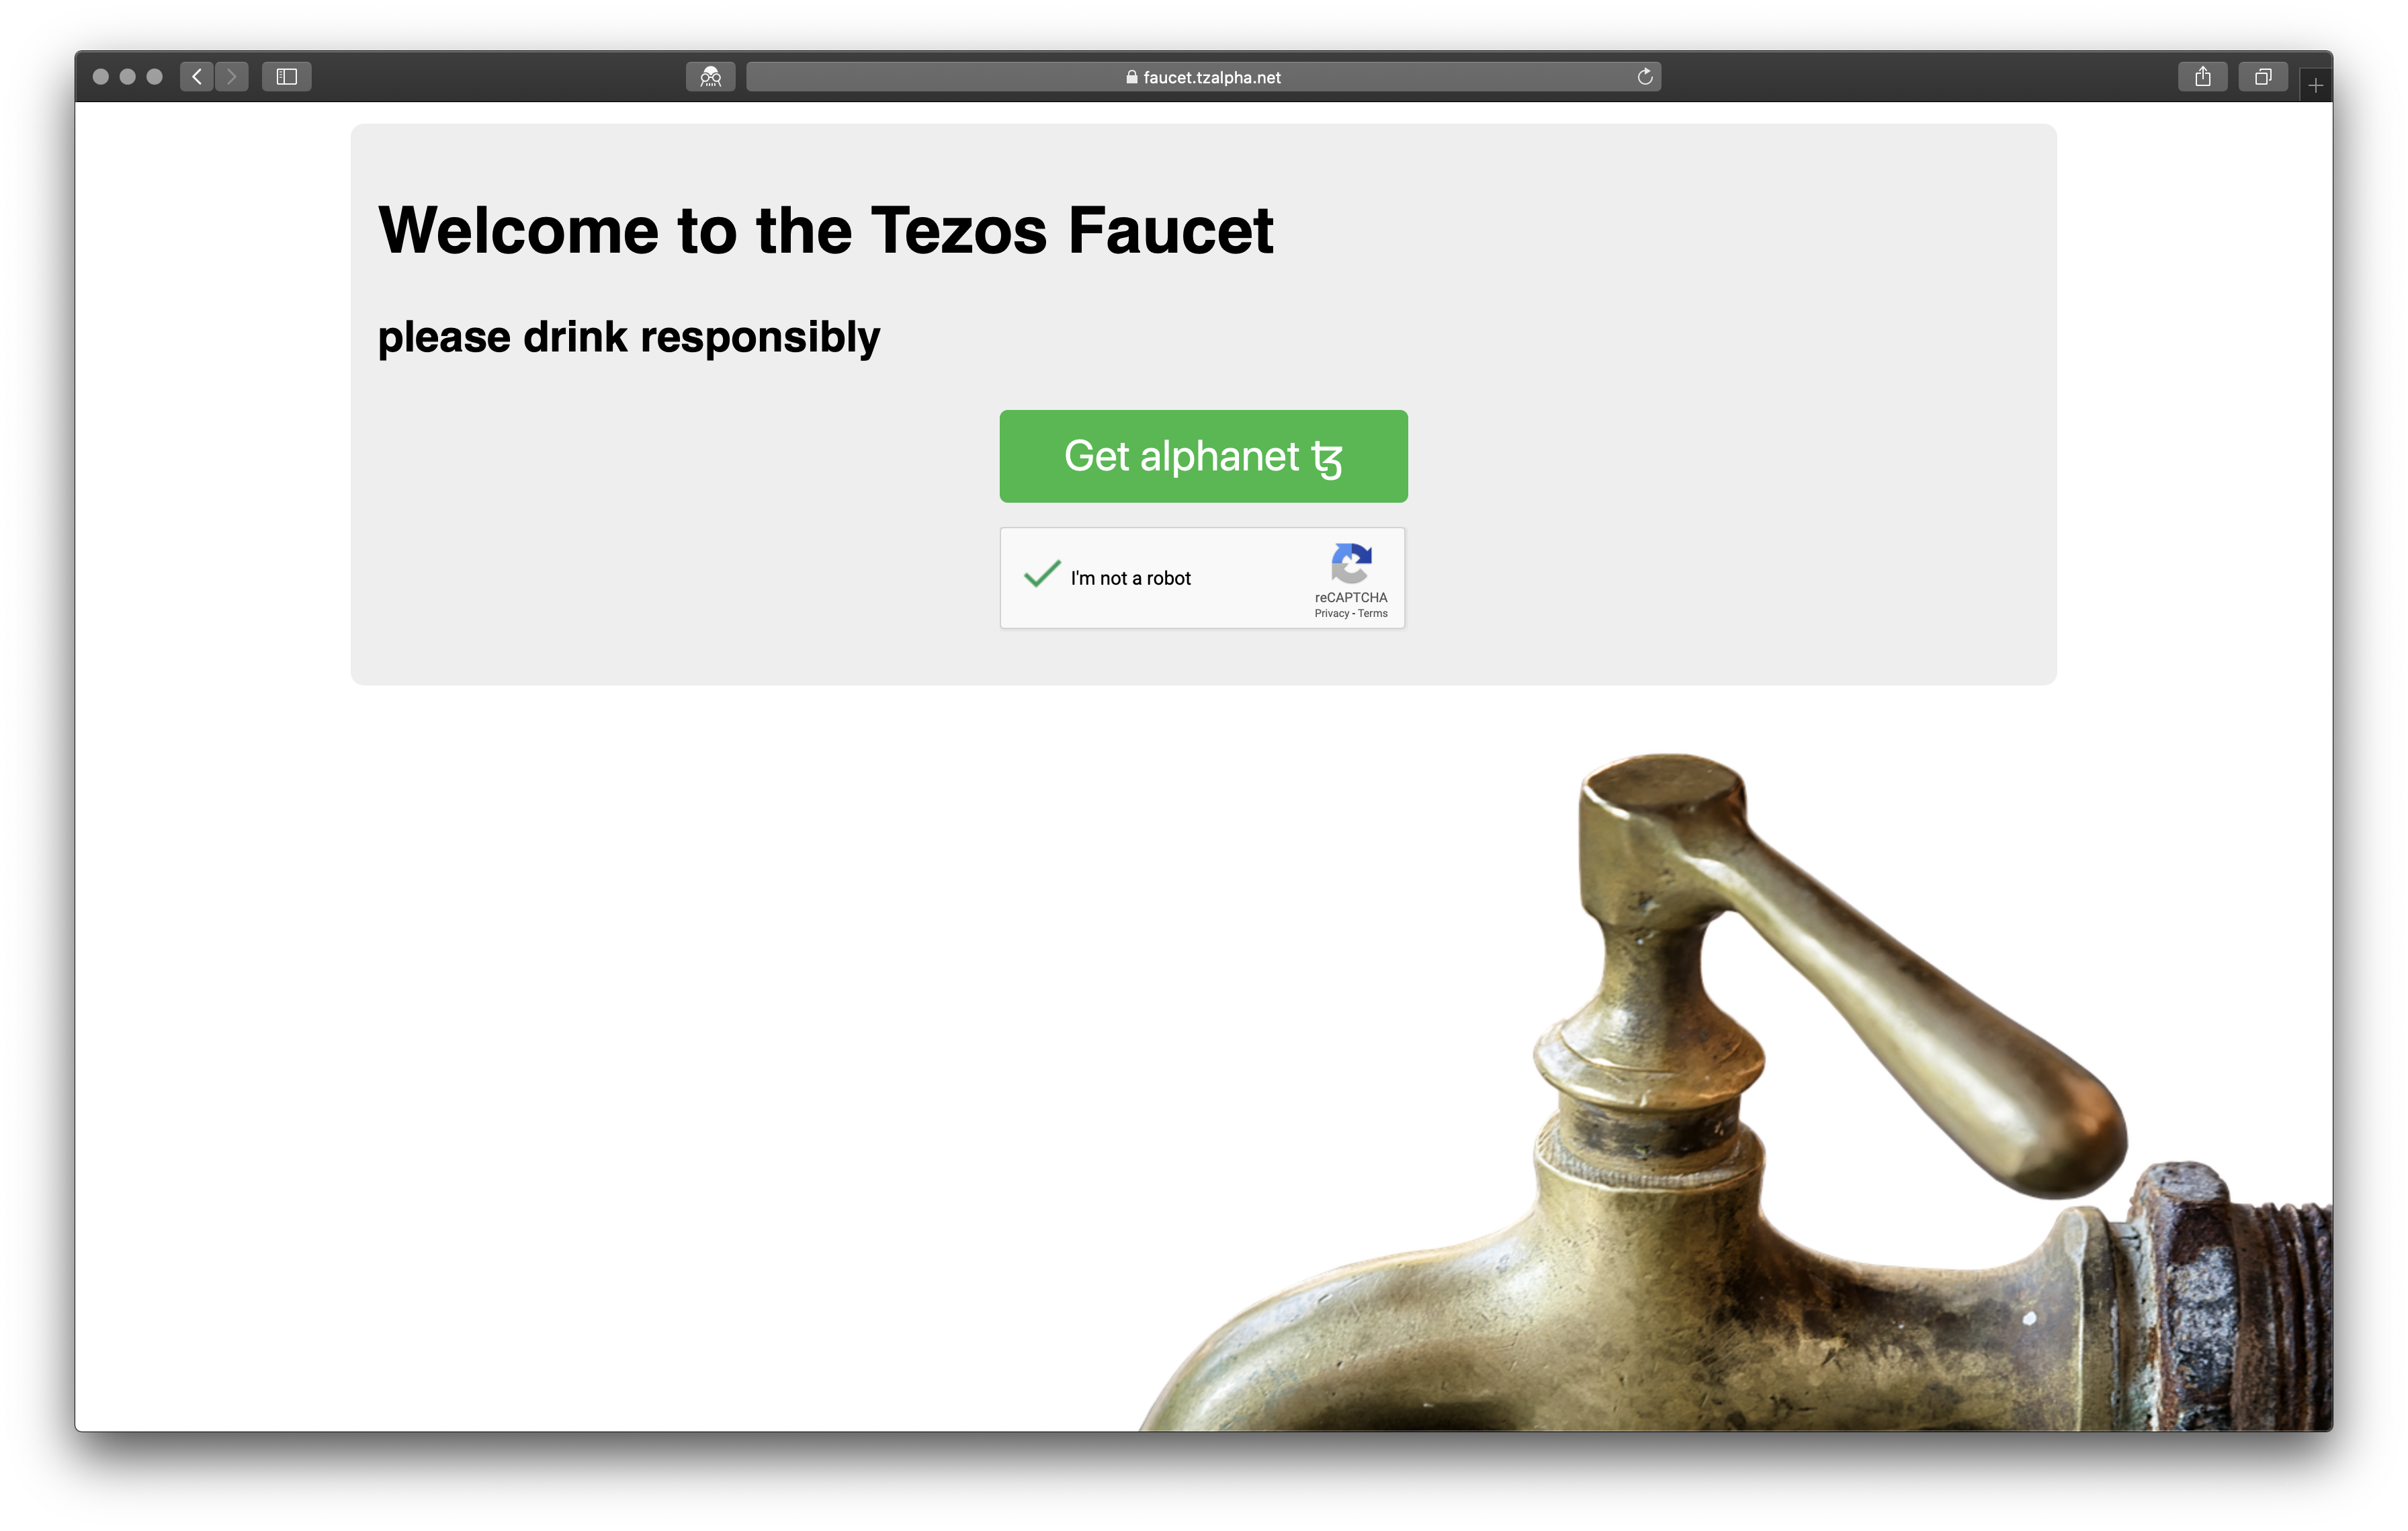 faucet.tzalpha.net
Welcome to the Tezos Faucet
please drink responsibly
Get alphanet ꜩ
I'm not a robot
reCAPTCHA
Privacy - Terms